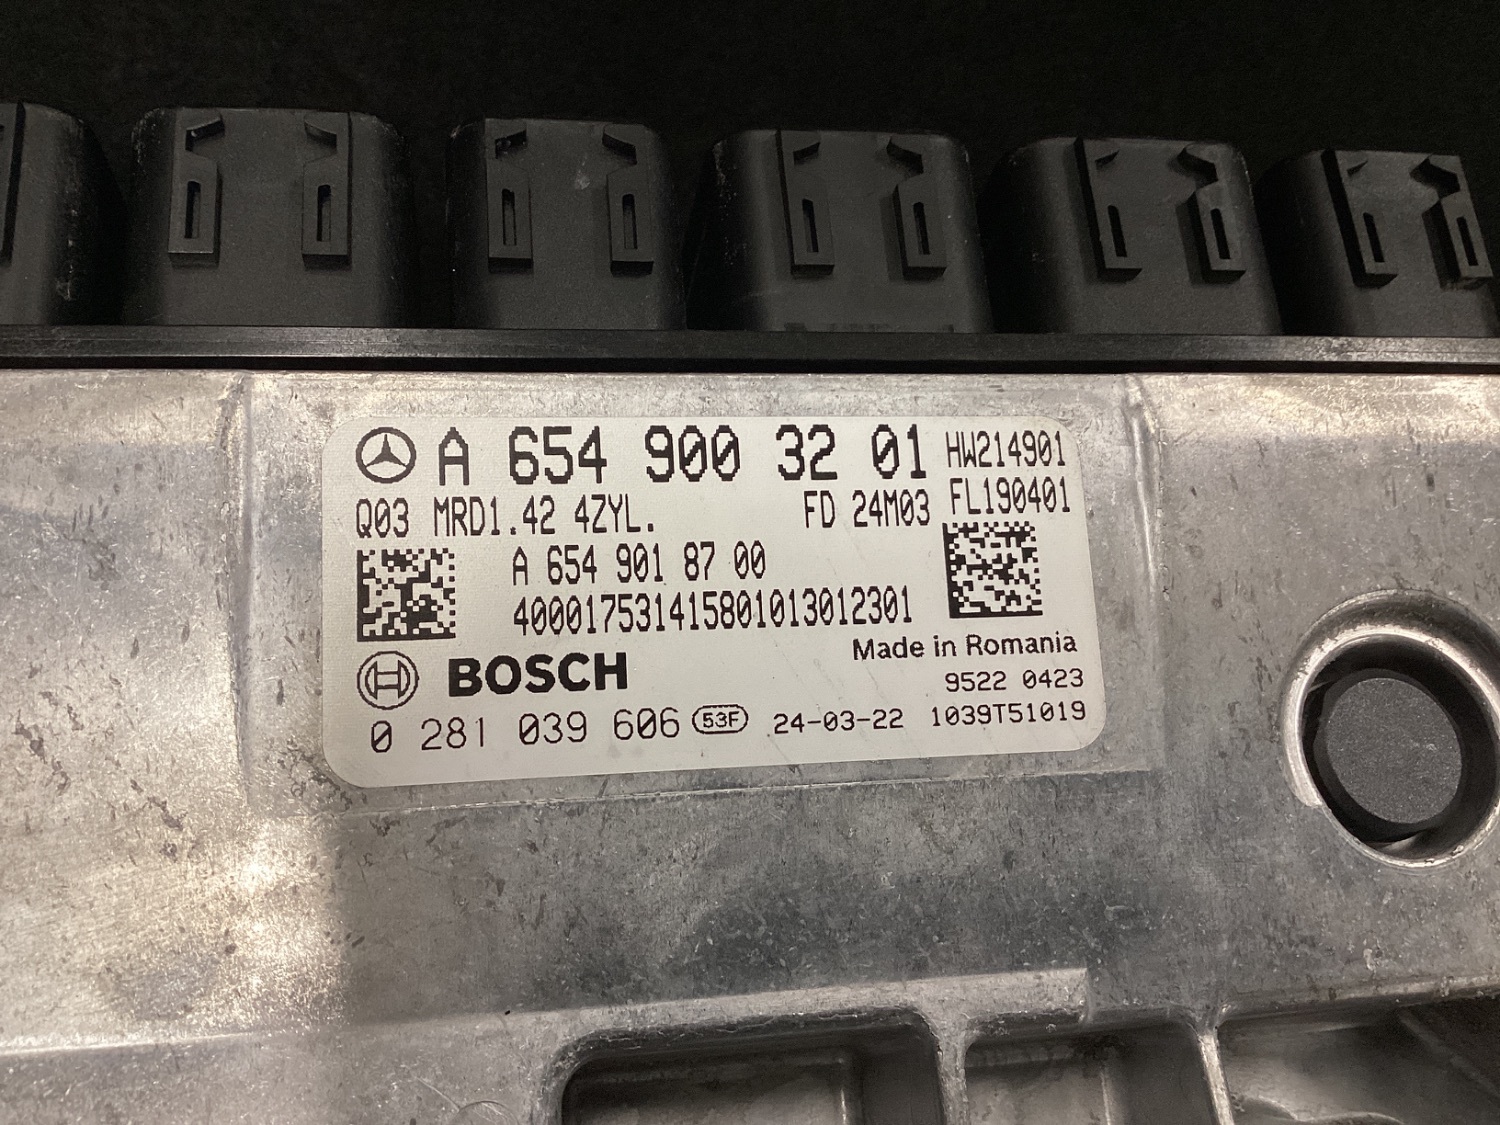 A 654 900 32 01 HW214901
Q03 MRD1.42 4ZYL. FD 24M03 FL190401
A 654 901 87 00
400017531415801013012301
Made in Romania
BOSCH 9522 0423
0 281 039 606 53F 24-03-22 1039T51019